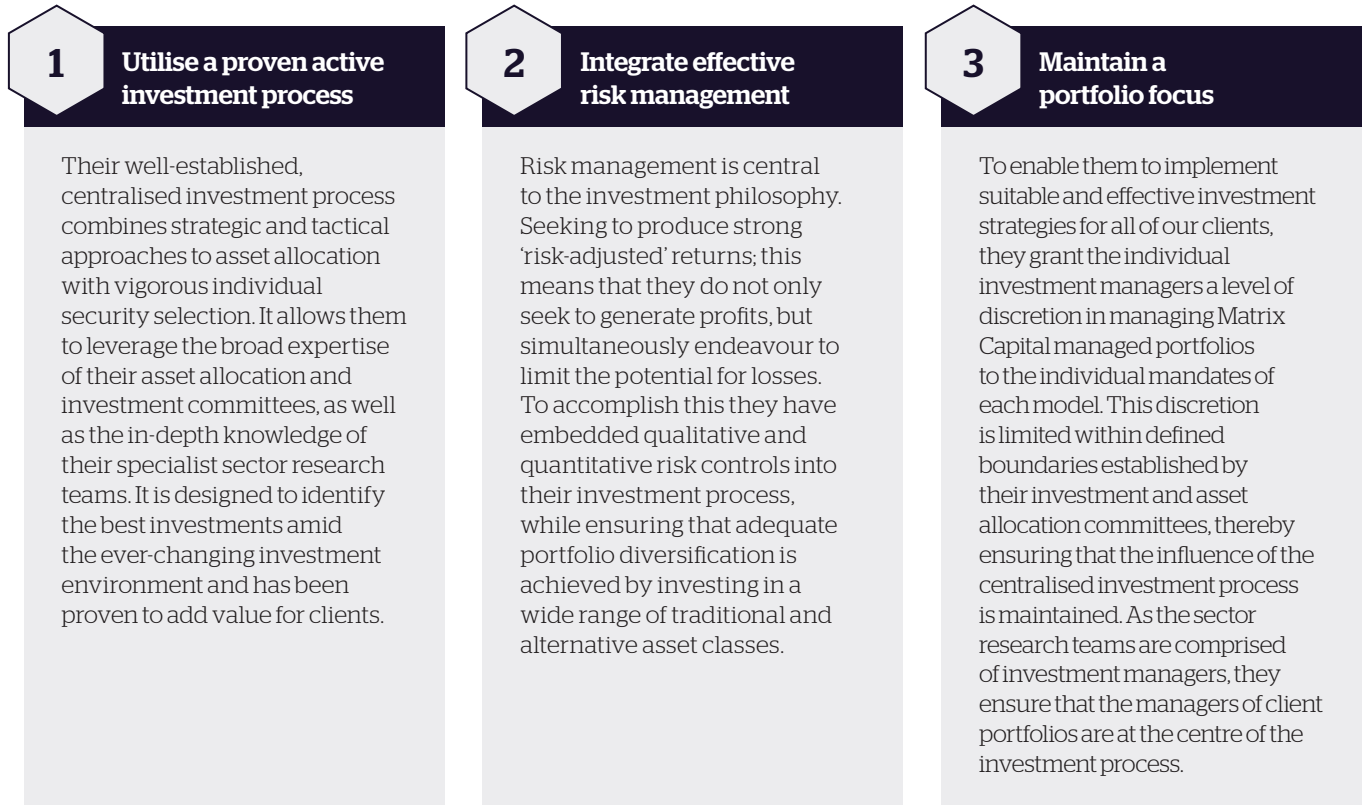 1
Utilise a proven active
investment process
Their well-established,
centralised investment process
combines strategic and tactical
approaches to asset allocation
with vigorous individual
security selection. It allows them
to leverage the broad expertise
of their asset allocation and
investment committees, as well
as the in-depth knowledge of
their specialist sector research
teams. It is designed to identify
the best investments amid
the ever-changing investment
environment and has been
proven to add value for clients.
2
Integrate effective
risk management
Risk management is central
to the investment philosophy.
Seeking to produce strong
‘risk-adjusted’ returns; this
means that they do not only
seek to generate profits, but
simultaneously endeavour to
limit the potential for losses.
To accomplish this they have
embedded qualitative and
quantitative risk controls into
their investment process,
while ensuring that adequate
portfolio diversification is
achieved by investing in a
wide range of traditional and
alternative asset classes.
3
Maintain a
portfolio focus
To enable them to implement
suitable and effective investment
strategies for all of our clients,
they grant the individual
investment managers a level of
discretion in managing Matrix
Capital managed portfolios
to the individual mandates of
each model. This discretion
is limited within defined
boundaries established by
their investment and asset
allocation committees, thereby
ensuring that the influence of the
centralised investment process
is maintained. As the sector
research teams are comprised
of investment managers, they
ensure that the managers of client
portfolios are at the centre of the
investment process.